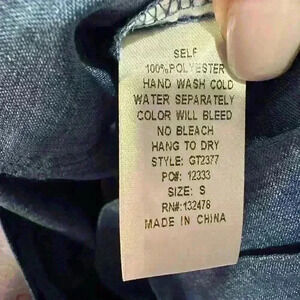 SELF
100% POLYESTER
HAND WASH COLD
WATER SEPARATELY
COLOR WILL BLEED
NO BLEACH
HANG TO DRY
STYLE: GT2377
PO#: 12333
SIZE: S
RN#: 132478
MADE IN CHINA